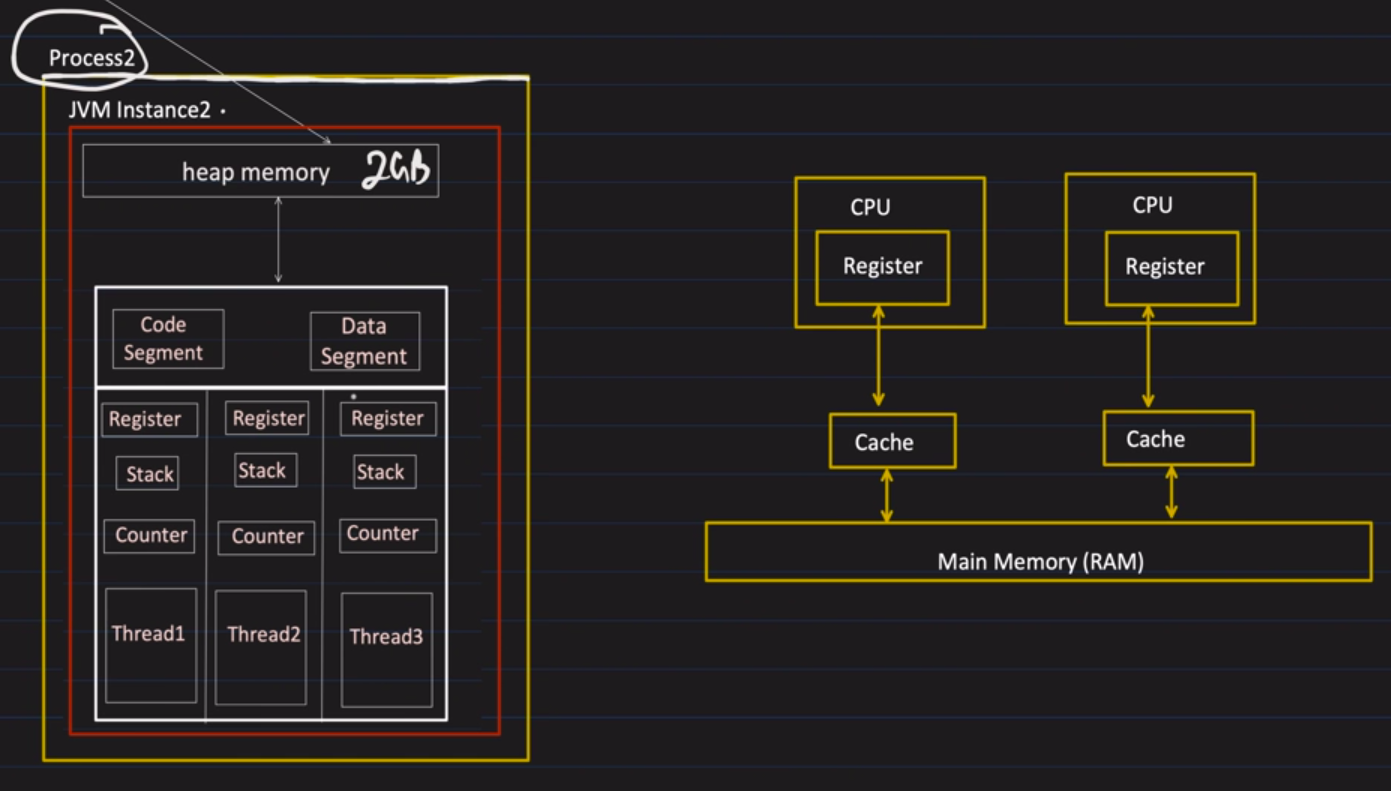 Process2
JVM Instance2
heap memory 2GB
CPU
Register
CPU
Register
Code
Segment
Data
Segment
Register
Register
Register
Stack
Stack
Stack
Counter
Counter
Counter
Thread1
Thread2
Thread3
Cache
Cache
Main Memory (RAM)